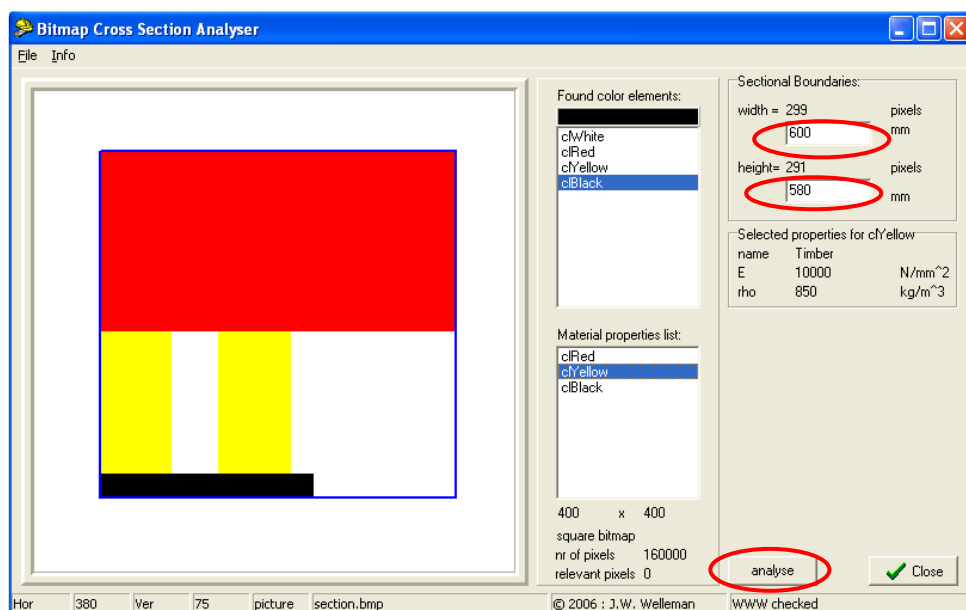 Bitmap Cross Section Analyser
File Info
Found color elements:
clWhite
clRed
clYellow
clBlack
Material properties list:
clRed
clYellow
clBlack
400 x 400
square bitmap
nr of pixels 160000
relevant pixels 0
Sectional Boundaries:
width = 299 pixels
600 mm
height= 291 pixels
580 mm
Selected properties for clYellow
name Timber
E 10000 N/mm^2
rho 850 kg/m^3
analyse
Close
Hor 380 Ver 75 picture section.bmp © 2006 : J.W. Welleman WWW checked